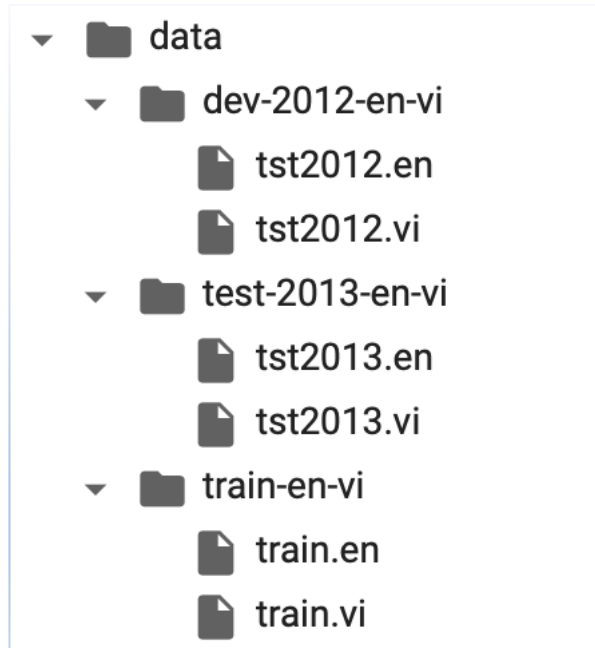 data
dev-2012-en-vi
tst2012.en
tst2012.vi
test-2013-en-vi
tst2013.en
tst2013.vi
train-en-vi
train.en
train.vi